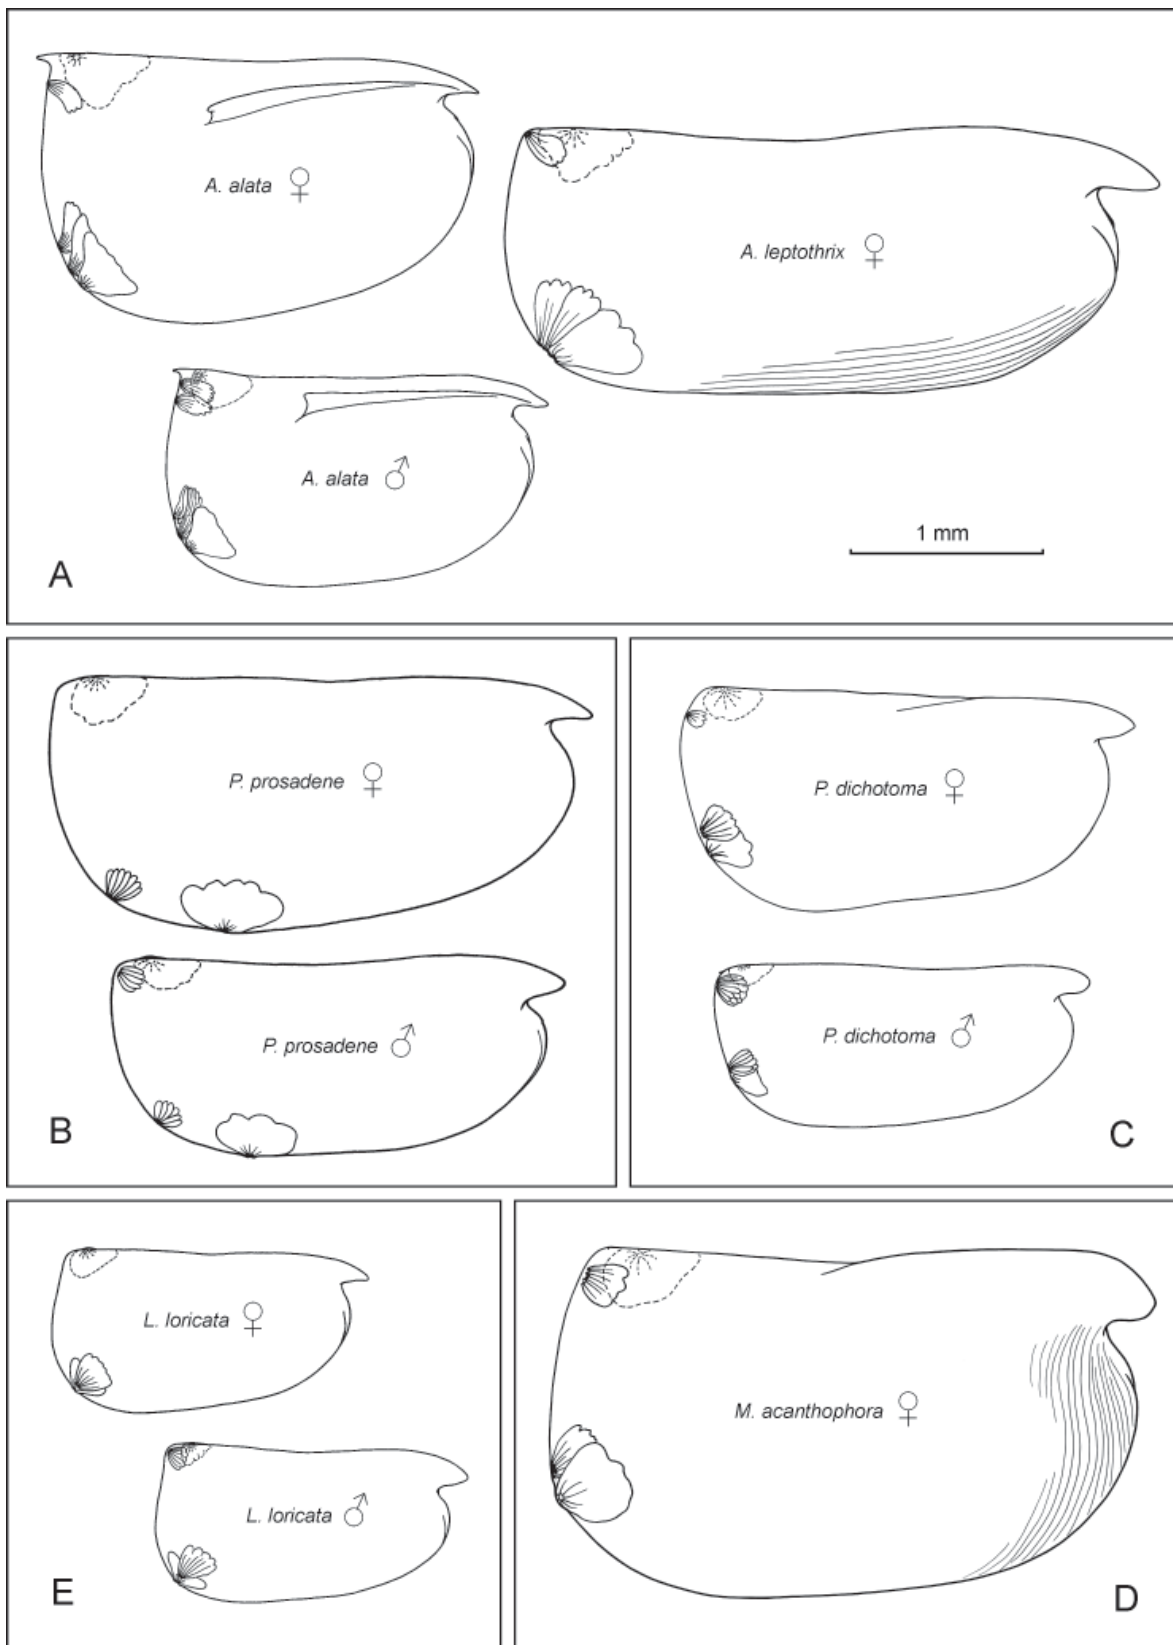 A. alata ♀
A. leptothrix ♀
A. alata ♂
1 mm
A
P. prosadene ♀
P. prosadene ♂
B
P. dichotoma ♀
P. dichotoma ♂
C
L. loricata ♀
L. loricata ♂
E
M. acanthophora ♀
D